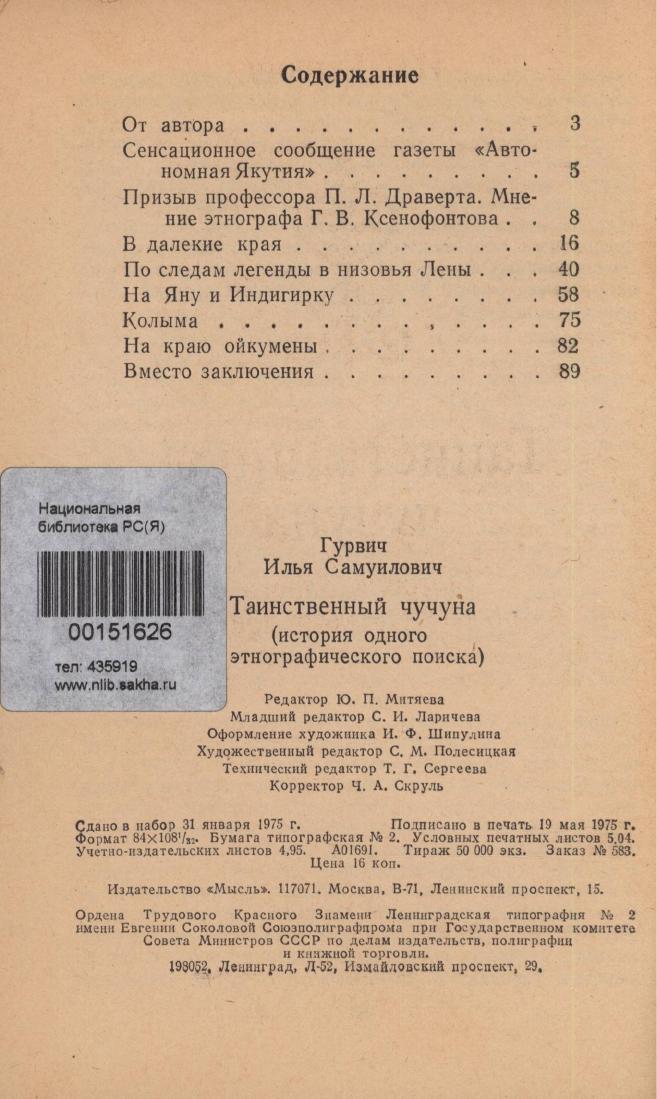 Содержание
От автора . . . . . . . . . . . . 3
Сенсационное сообщение газеты «Авто-
номная Якутия» . . . . . . . . . 5
Призыв профессора П. Л. Драверта. Мне-
ние этнографа Г. В. Ксенофонтова . . 8
В далекие края . . . . . . . . . . 16
По следам легенды в низовья Лены . . . 40
На Яну и Индигирку . . . . . . . . 58
Колыма . . . . . . . . . . . . . 75
На краю ойкумены . . . . . . . . . 82
Вместо заключения . . . . . . . . . 89
Национальная
библиотека РС(Я)
00151626
тел: 435919
www.nlib.sakha.ru
Гурвич
Илья Самуилович
Таинственный чучуна
(история одного
этнографического поиска)
Редактор Ю. П. Митяева
Младший редактор С. И. Ларичева
Оформление художника И. Ф. Шипулина
Художественный редактор С. М. Полесицкая
Технический редактор Т. Г. Сергеева
Корректор Ч. А. Скруль
Сдано в набор 31 января 1975 г. Подписано в печать 19 мая 1975 г.
Формат 84×108¹/₃₂. Бумага типографская № 2. Условных печатных листов 5,04.
Учетно-издательских листов 4,95. А01691. Тираж 50 000 экз. Заказ № 583.
Цена 16 коп.
Издательство «Мысль». 117071. Москва, В-71, Ленинский проспект, 15.
Ордена Трудового Красного Знамени Ленинградская типография № 2
имени Евгении Соколовой Союзполиграфпрома при Государственном комитете
Совета Министров СССР по делам издательств, полиграфии
и книжной торговли.
198052, Ленинград, Л-52, Измайловский проспект, 29.